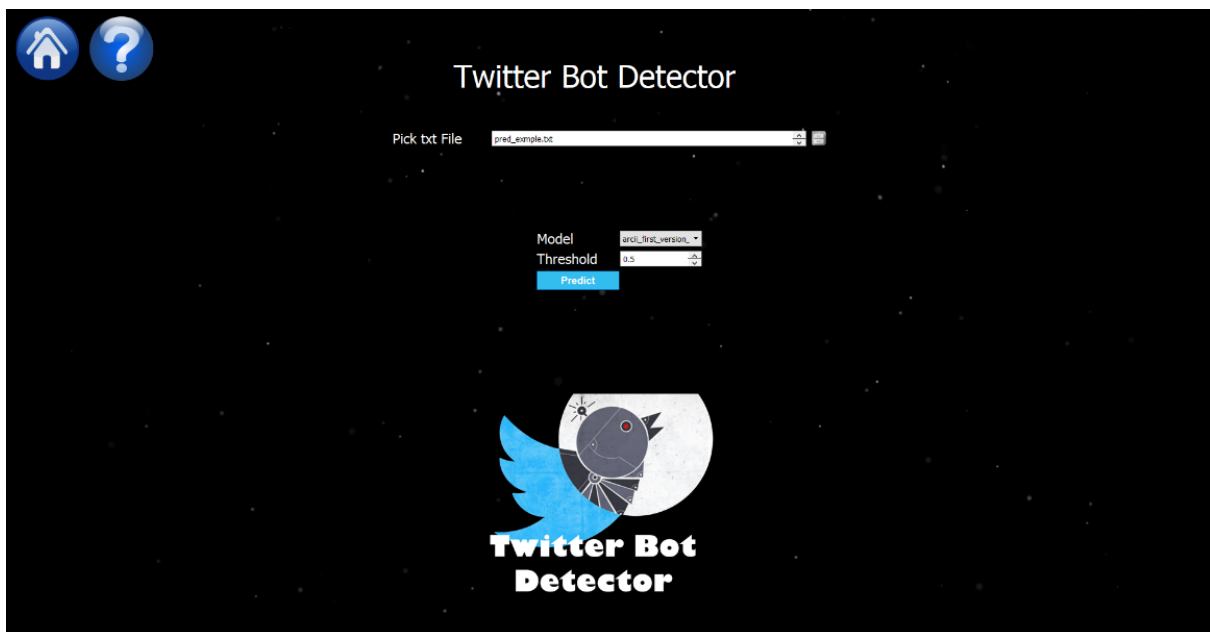 Twitter Bot Detector
Pick txt File pred_exmple.txt
Model arcii_first_version_
Threshold 0.5
Predict
Twitter Bot
Detector